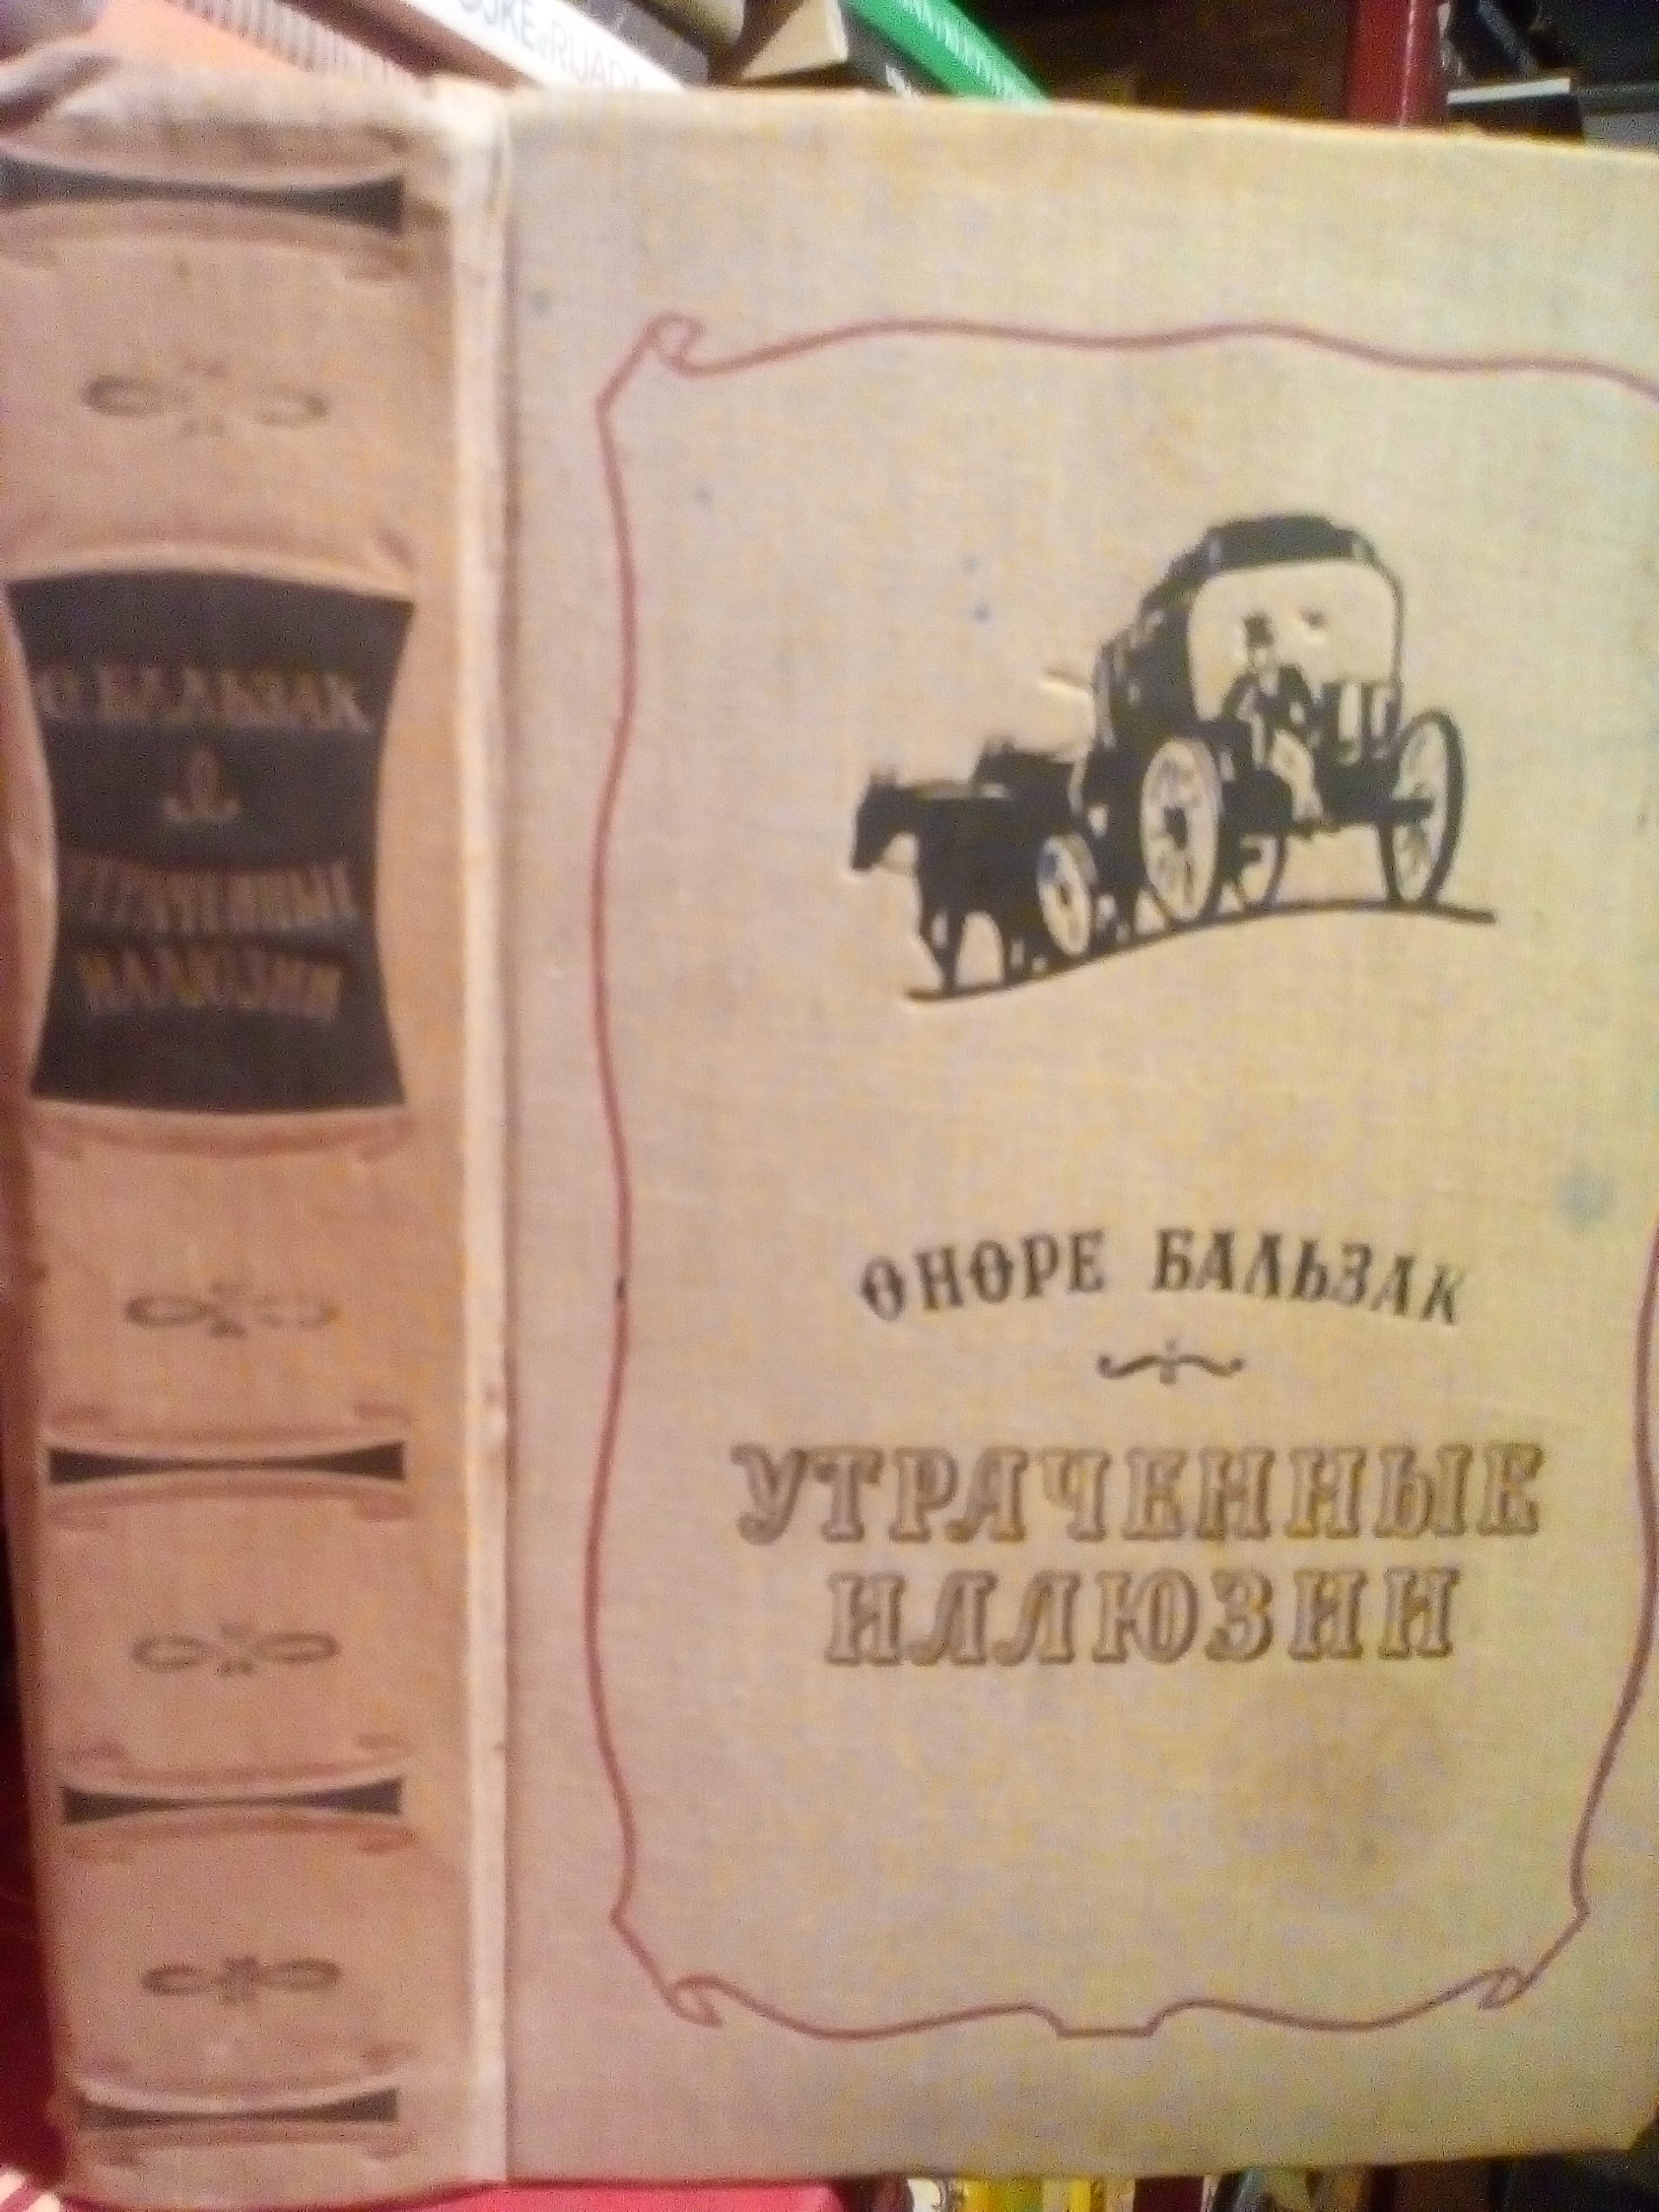 О БАЛЬЗАК
УТРАЧЕННЫЕ
ИЛЛЮЗИИ
ОНОРЕ БАЛЬЗАК
УТРАЧЕННЫЕ
ИЛЛЮЗИИ